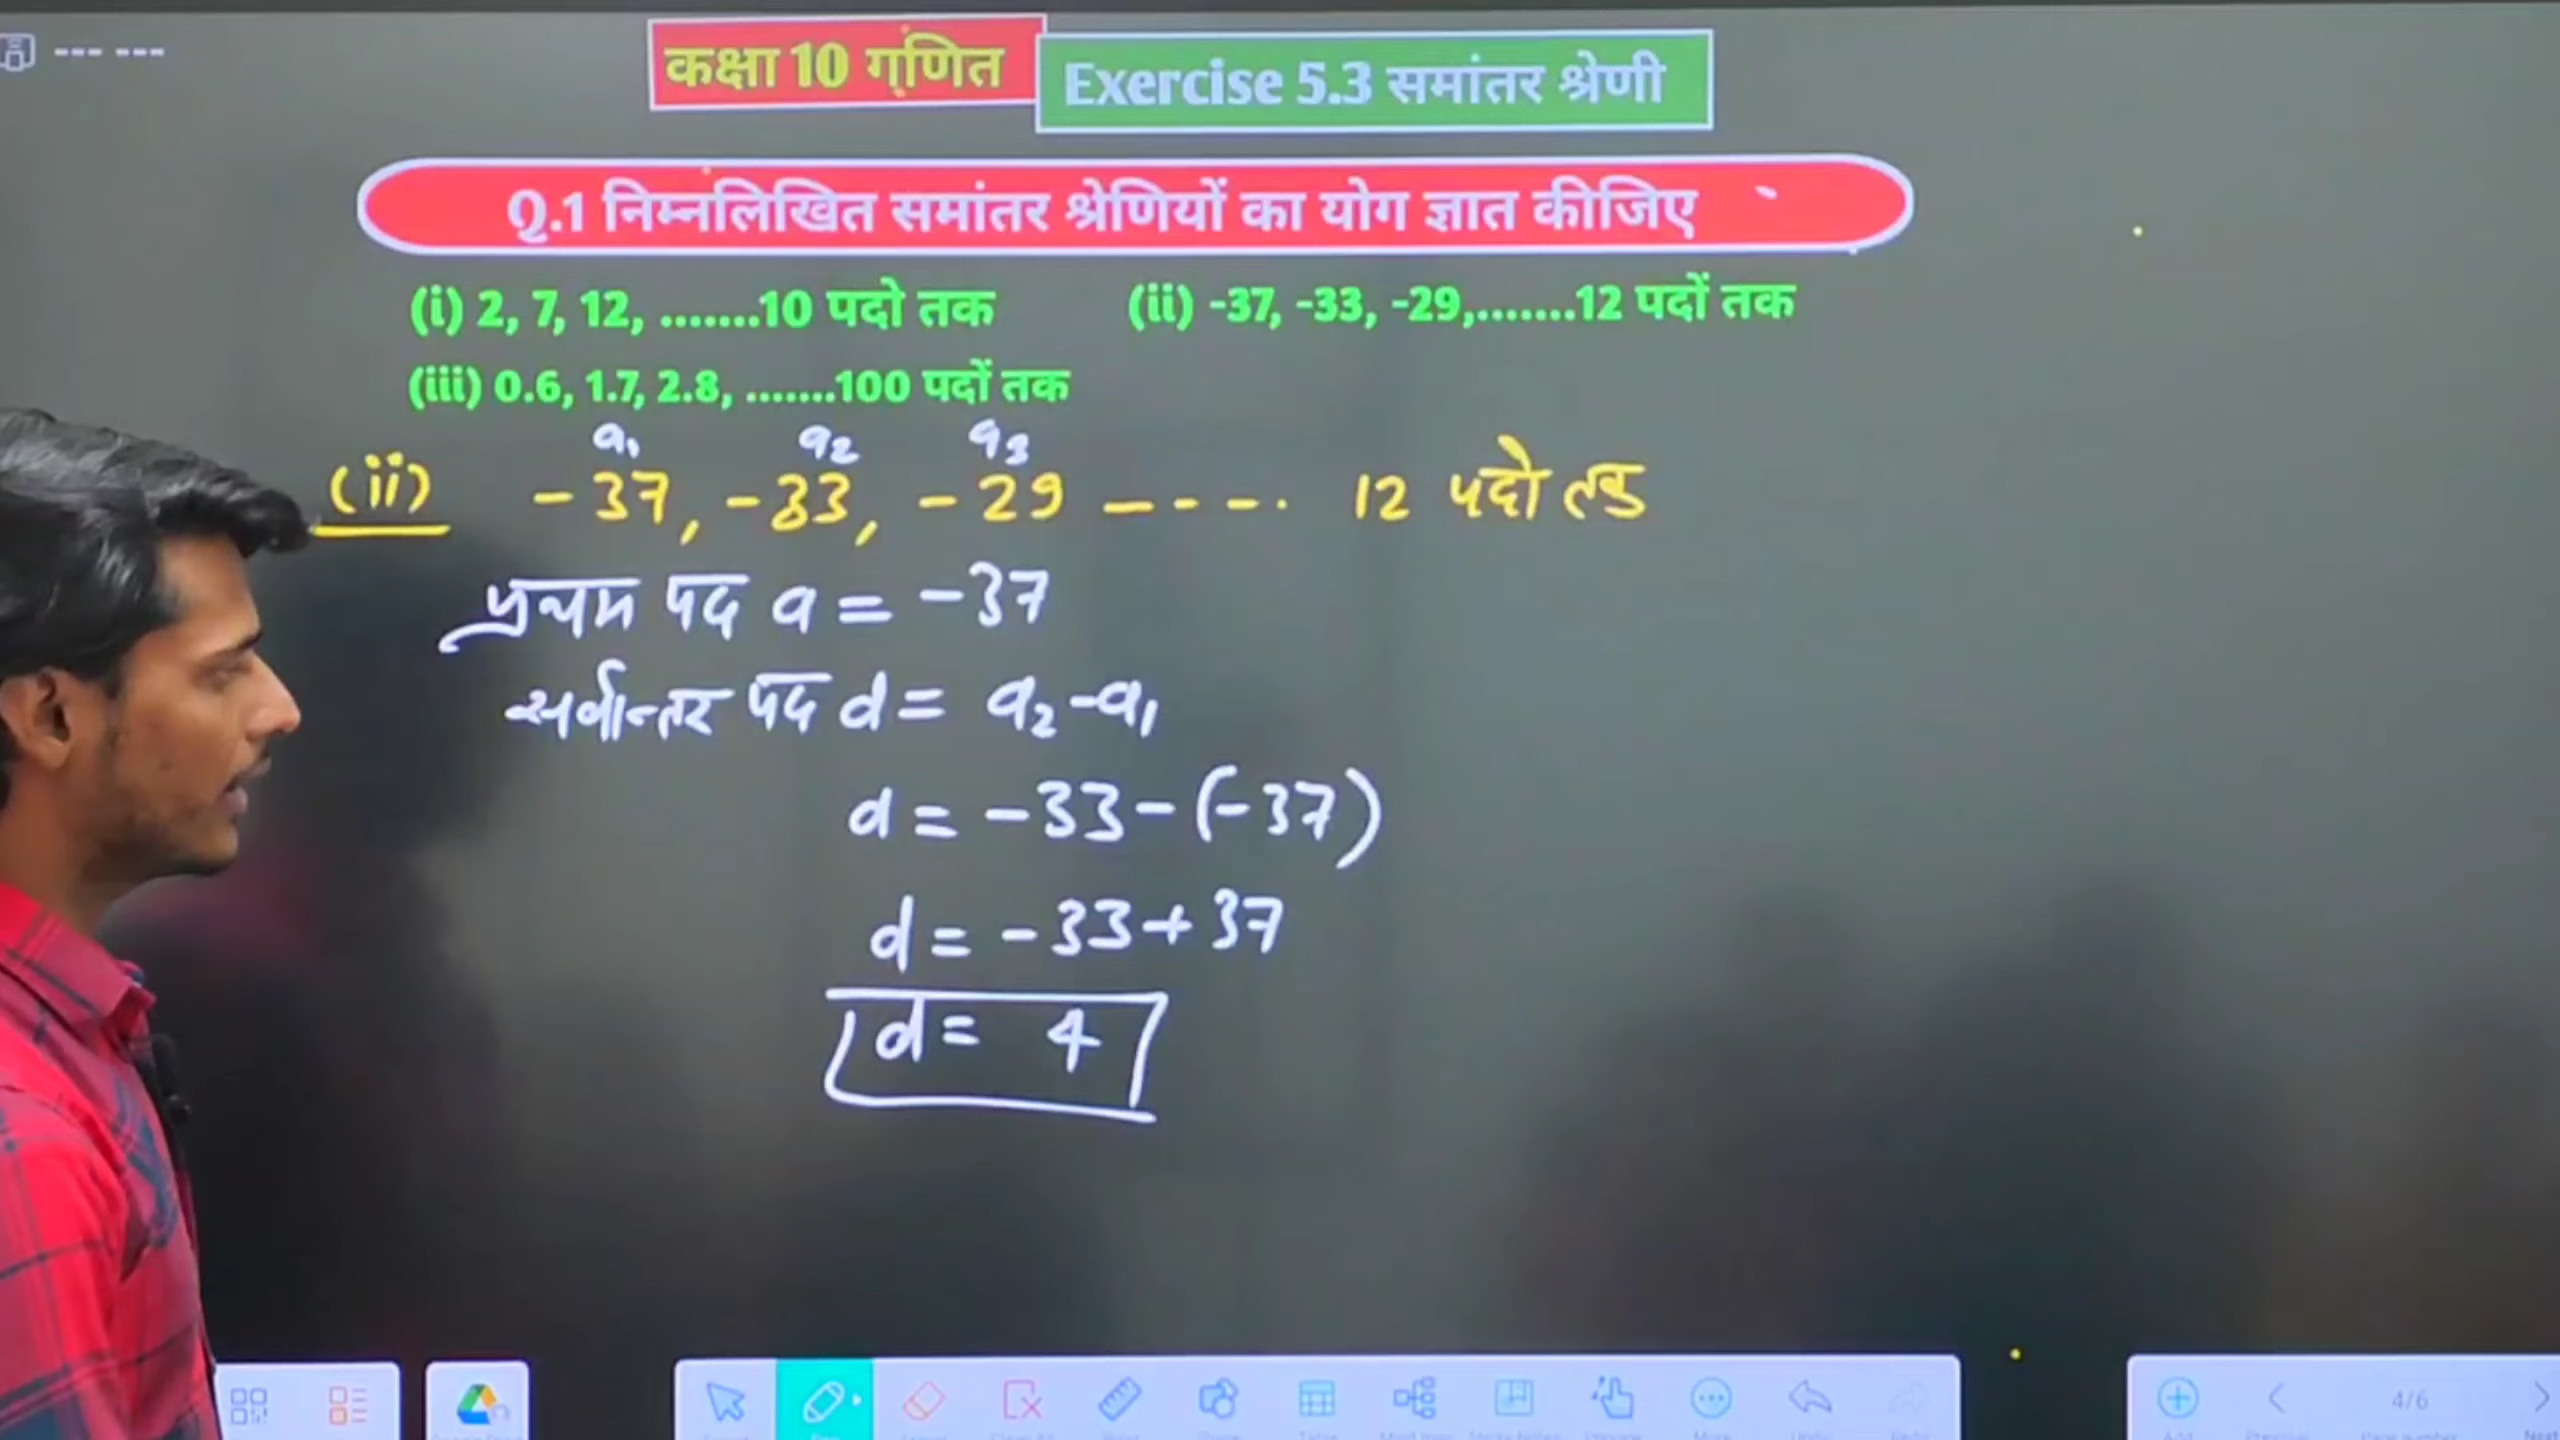 --- ---
कक्षा 10 गणित
Exercise 5.3 समांतर श्रेणी
Q.1 निम्नलिखित समांतर श्रेणियों का योग ज्ञात कीजिए
(i) 2, 7, 12, .......10 पदो तक (ii) -37, -33, -29,.......12 पदों तक
(iii) 0.6, 1.7, 2.8, .......100 पदों तक
a₁ a₂ a₃
(ii) -37, -33, -29 ----. 12 पदो तक
प्रथम पद a = -37
सर्वान्तर पद d = a₂-a₁
d = -33-(-37)
d = -33+37
d = 4
4/6